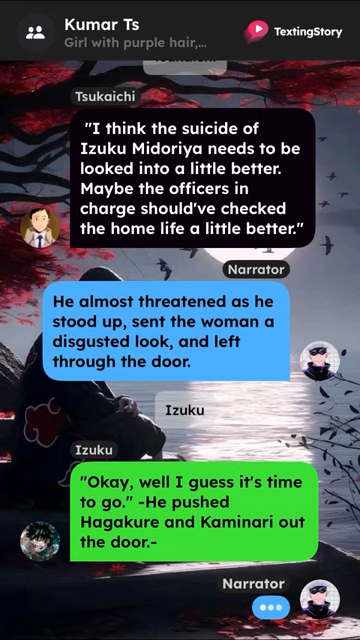 Kumar Ts
Girl with purple hair,...
TextingStory
Tsukaichi
"I think the suicide of
Izuku Midoriya needs to be
looked into a little better.
Maybe the officers in
charge should've checked
the home life a little better."
Narrator
He almost threatened as he
stood up, sent the woman a
disgusted look, and left
through the door.
Izuku
Izuku
"Okay, well I guess it's time
to go." -He pushed
Hagakure and Kaminari out
the door.-
Narrator